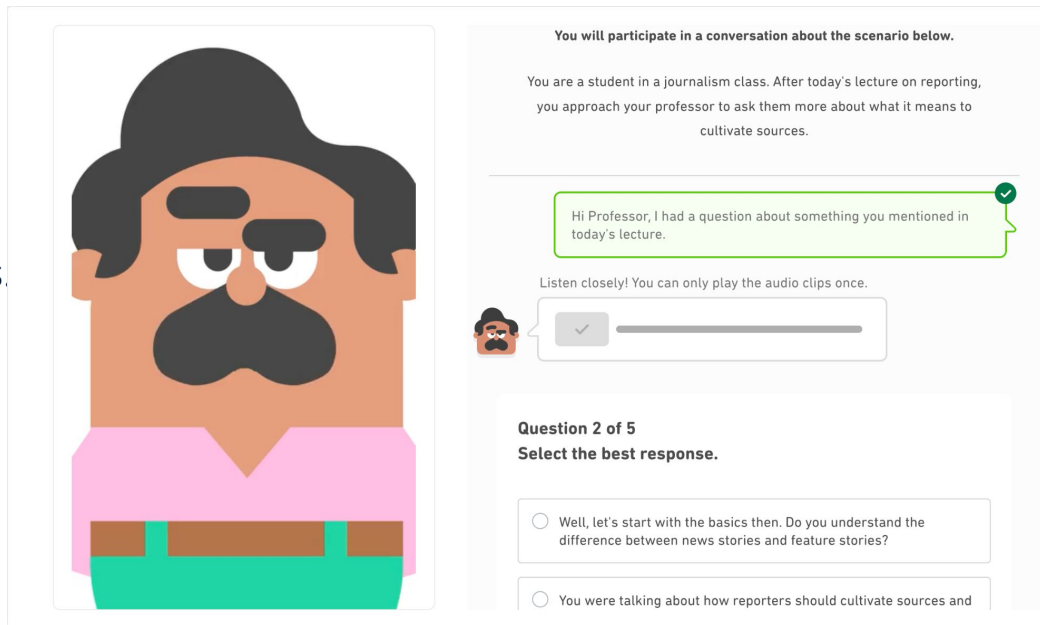 You will participate in a conversation about the scenario below.
You are a student in a journalism class. After today's lecture on reporting,
you approach your professor to ask them more about what it means to
cultivate sources.
Hi Professor, I had a question about something you mentioned in
today's lecture.
Listen closely! You can only play the audio clips once.
Question 2 of 5
Select the best response.
Well, let's start with the basics then. Do you understand the
difference between news stories and feature stories?
You were talking about how reporters should cultivate sources and